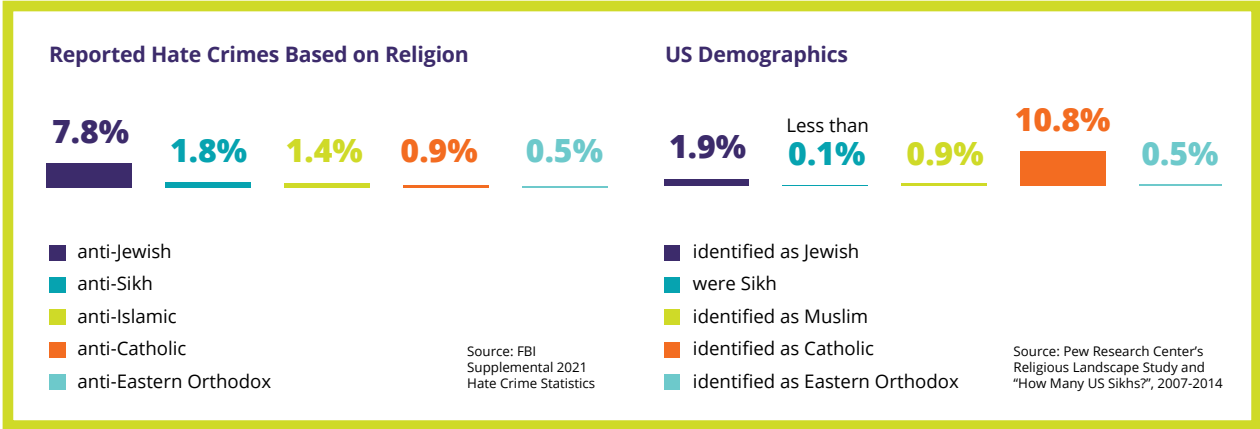 Reported Hate Crimes Based on Religion
7.8%
1.8%
1.4%
0.9%
0.5%
anti-Jewish
anti-Sikh
anti-Islamic
anti-Catholic
anti-Eastern Orthodox
Source: FBI
Supplemental 2021
Hate Crime Statistics
US Demographics
1.9%
Less than
0.1%
0.9%
10.8%
0.5%
identified as Jewish
were Sikh
identified as Muslim
identified as Catholic
identified as Eastern Orthodox
Source: Pew Research Center’s
Religious Landscape Study and
“How Many US Sikhs?”, 2007-2014